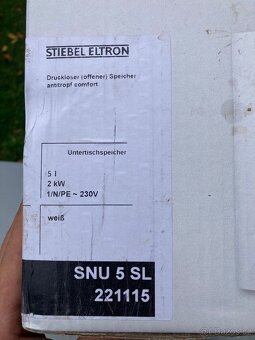 STIEBEL ELTRON
Druckloser (offener) Speicher
antitropf comfort
Untertischspeicher
5 l
2 kW
1/N/PE ~ 230V
weiß
SNU 5 SL
221115